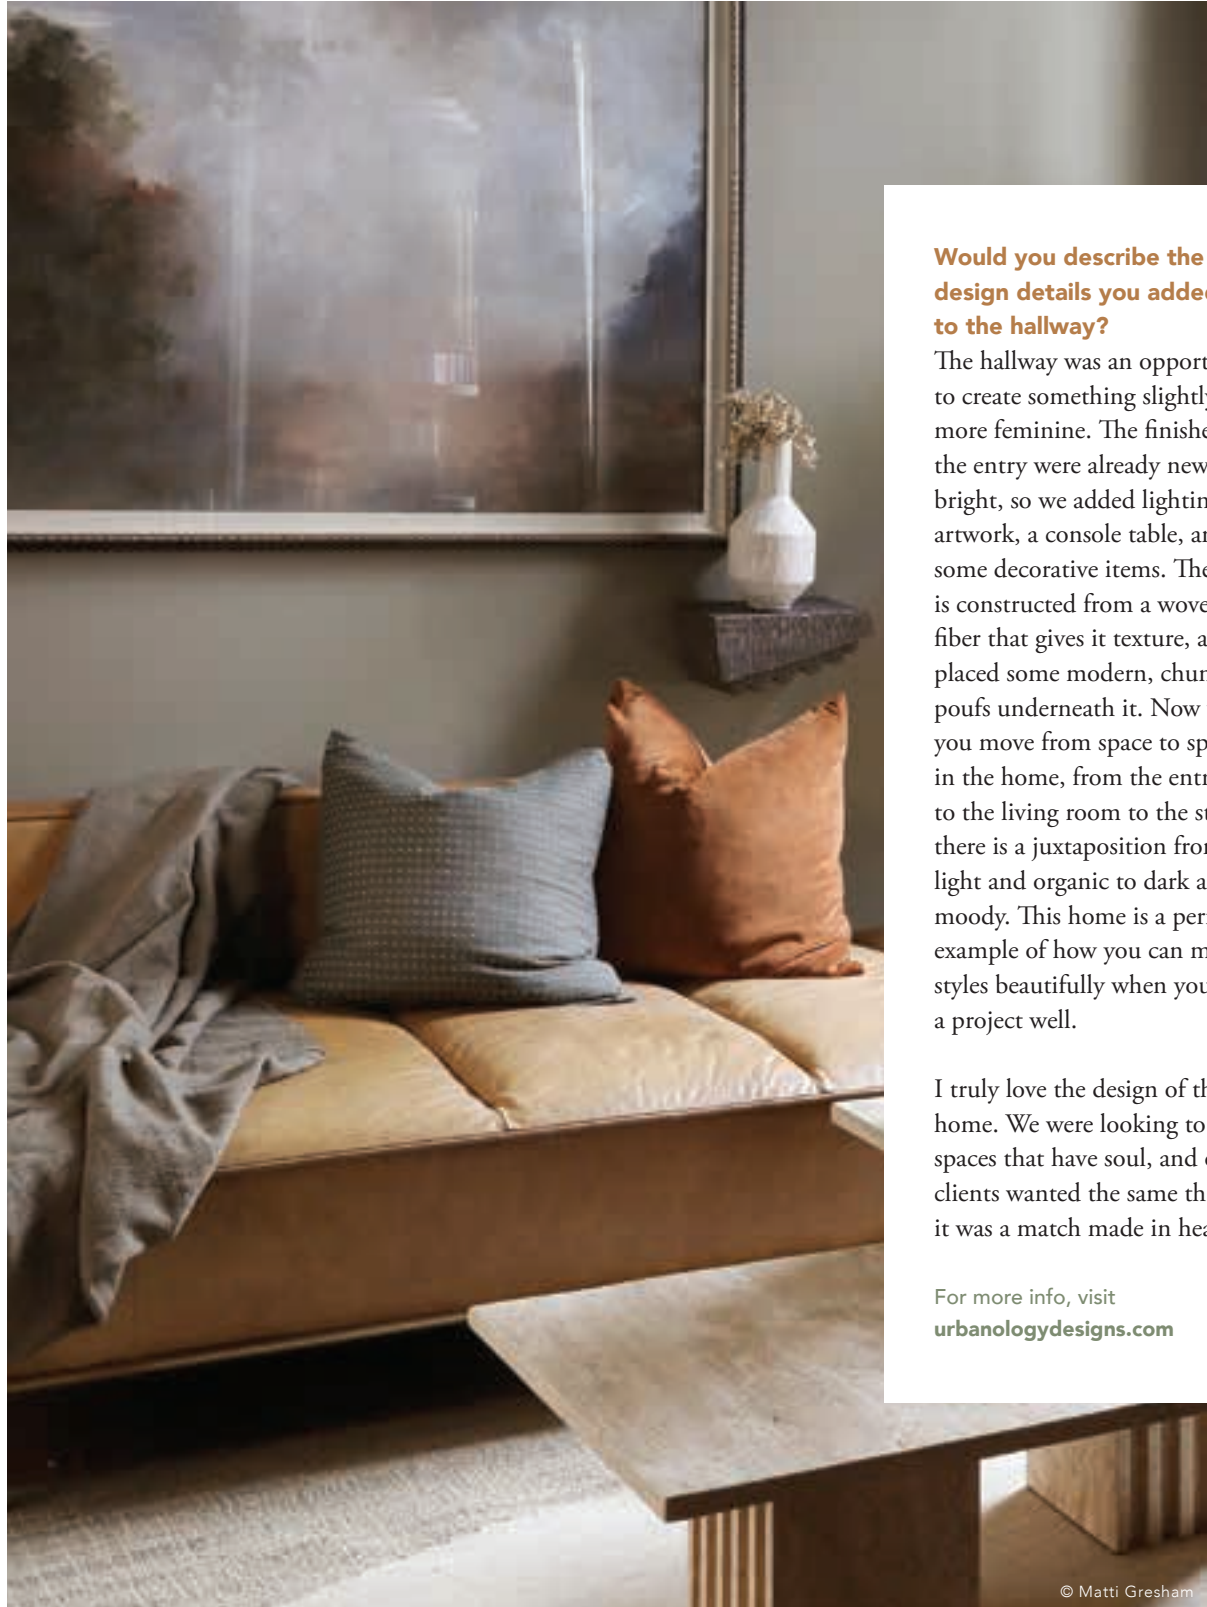 Would you describe the
design details you adde
to the hallway?
The hallway was an opport
to create something slightly
more feminine. The finishe
the entry were already new
bright, so we added lightin
artwork, a console table, a
some decorative items. The
is constructed from a wove
fiber that gives it texture, a
placed some modern, chun
poufs underneath it. Now
you move from space to sp
in the home, from the entr
to the living room to the st
there is a juxtaposition from
light and organic to dark a
moody. This home is a per
example of how you can m
styles beautifully when you
a project well.
I truly love the design of th
home. We were looking to
spaces that have soul, and
clients wanted the same th
it was a match made in hea
For more info, visit
urbanologydesigns.com
© Matti Gresham